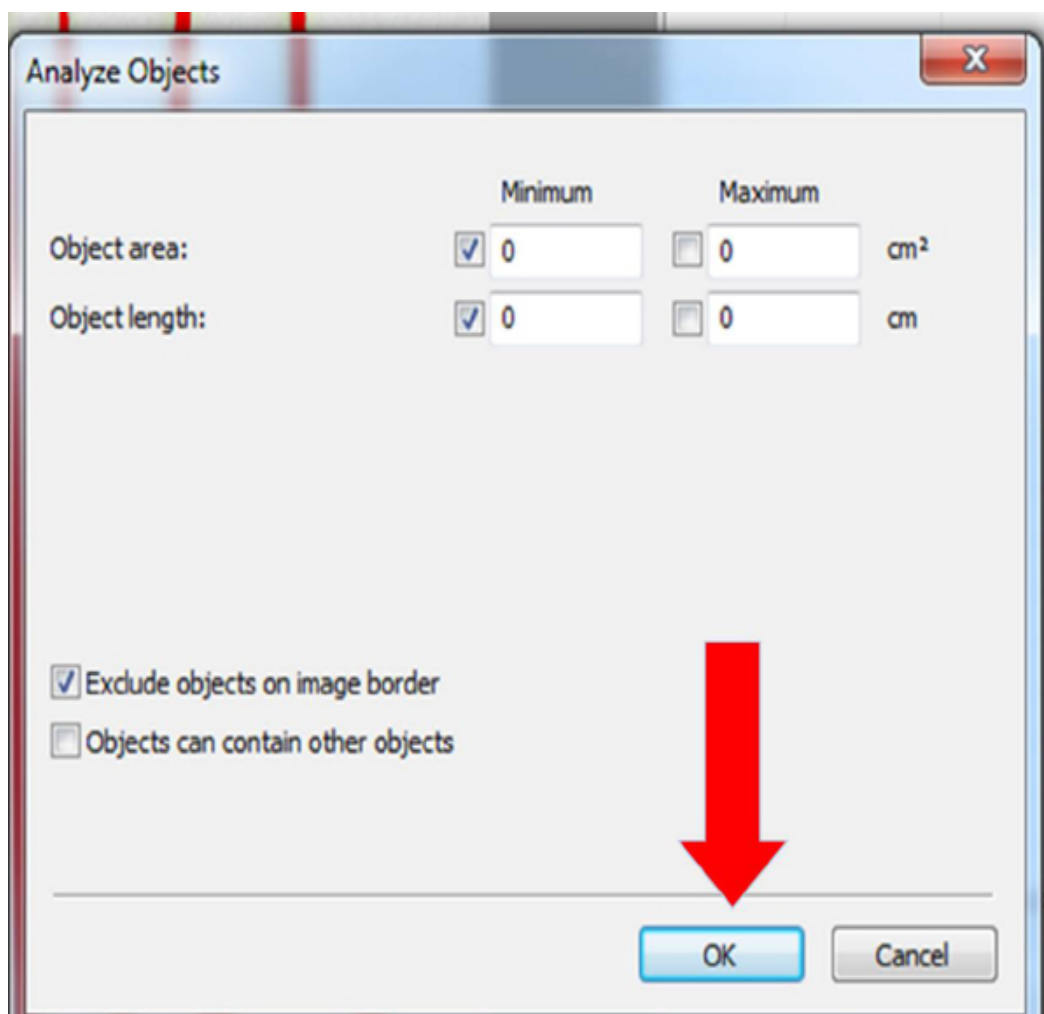 Analyze Objects
Minimum Maximum
Object area: 0 0 cm²
Object length: 0 0 cm
Exclude objects on image border
Objects can contain other objects
OK Cancel